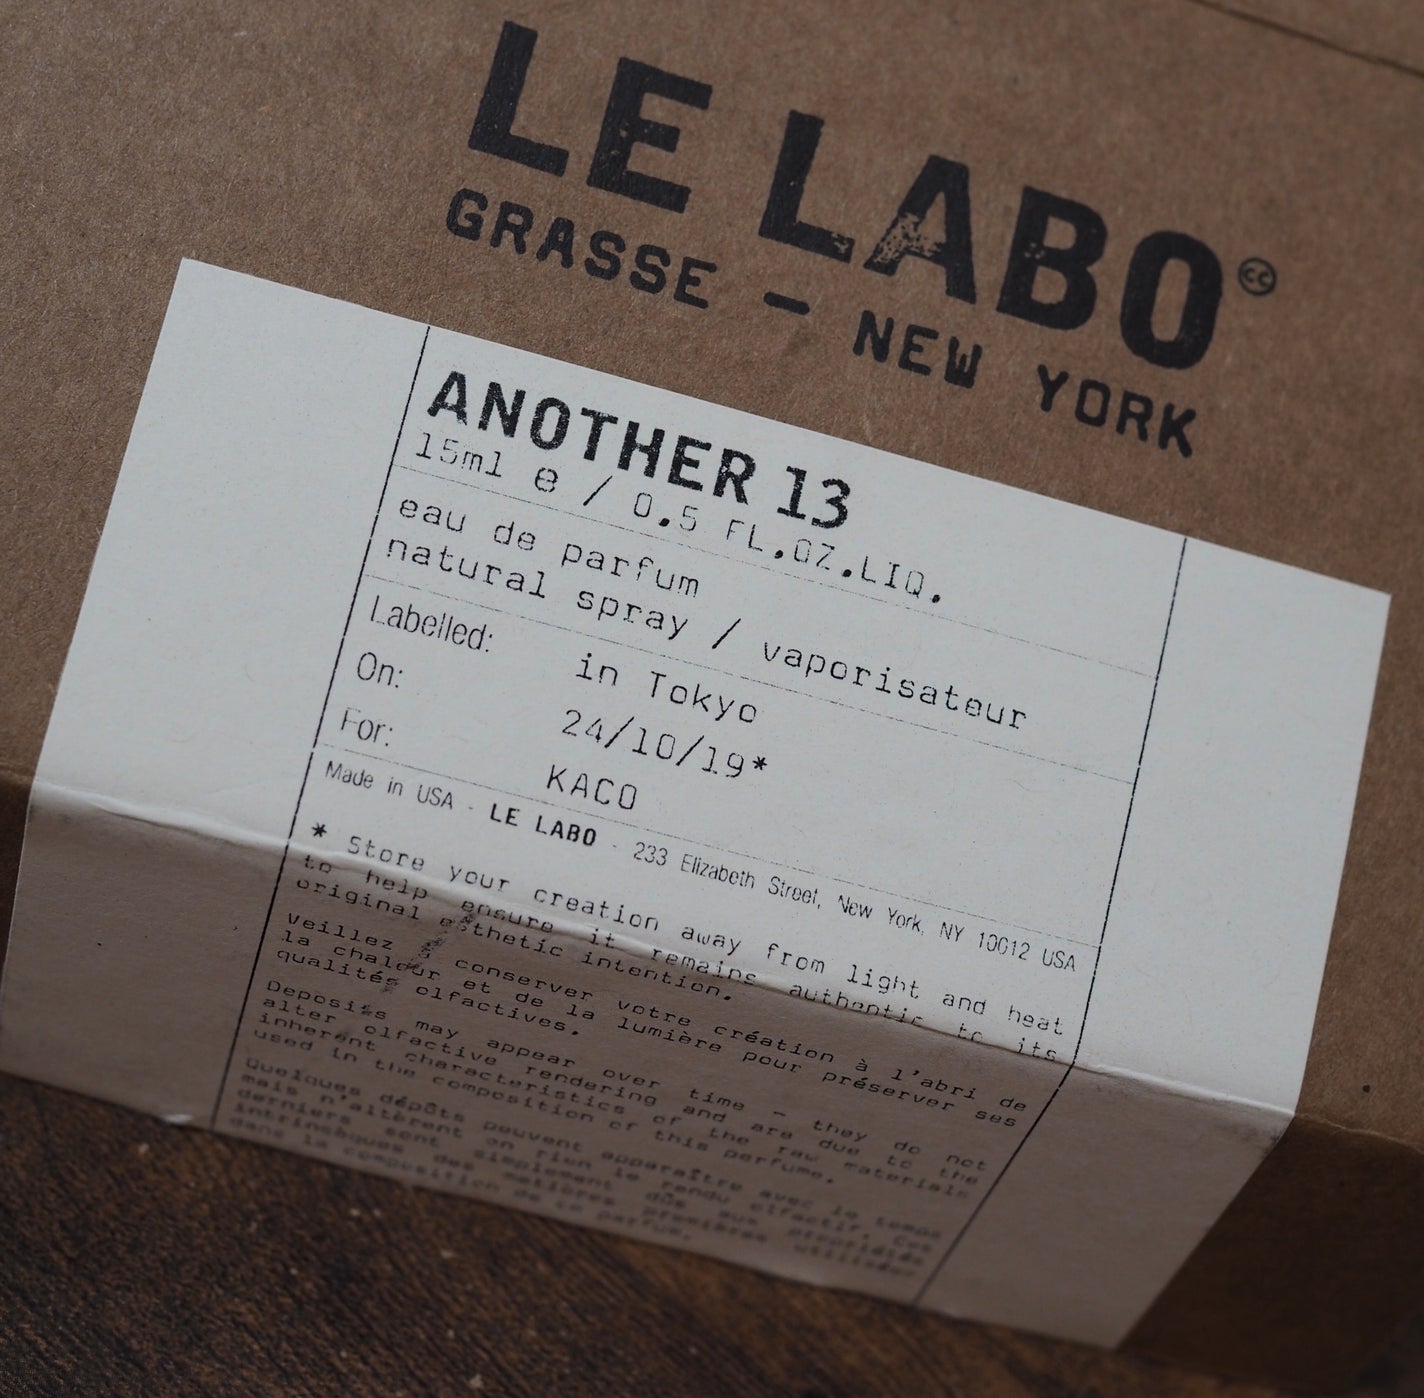 LE LABO
GRASSE — NEW YORK
ANOTHER 13
15ml e / 0.5 FL.OZ.LIQ.
eau de parfum
natural spray / vaporisateur
Labelled: in Tokyo
On: 24/10/19*
For: KACO
Made in USA - LE LABO - 233 Elizabeth Street, New York, NY 10012 USA
* Store your creation away from light and heat
to help ensure it remains authentic to its
original esthetic intention.
Veillez à conserver votre création à l'abri de
la chaleur et de la lumière pour préserver ses
qualités olfactives.
Deposits may appear over time – they do not
alter olfactive rendering and are due to the
inherent characteristics of the raw materials
used in the composition of this perfume.
Quelques dépôts peuvent apparaître avec le temps
mais n'altèrent en rien le rendu olfactif. Ces
derniers sont simplement dûs aux propriétés
intrinsèques des matières premières utilisées
dans la composition de ce parfum.